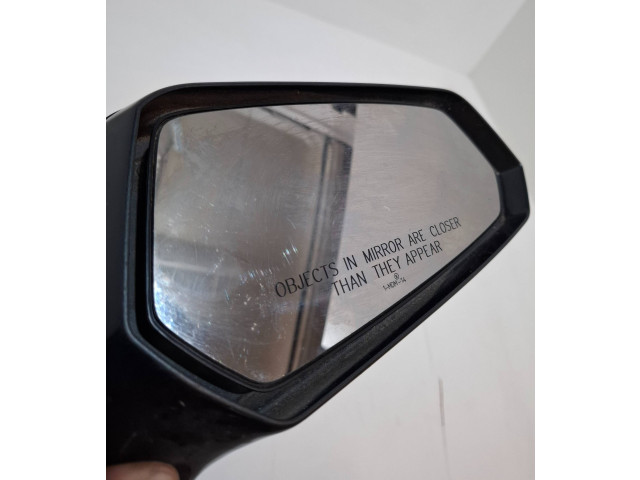 OBJECTS IN MIRROR ARE CLOSER
THAN THEY APPEAR